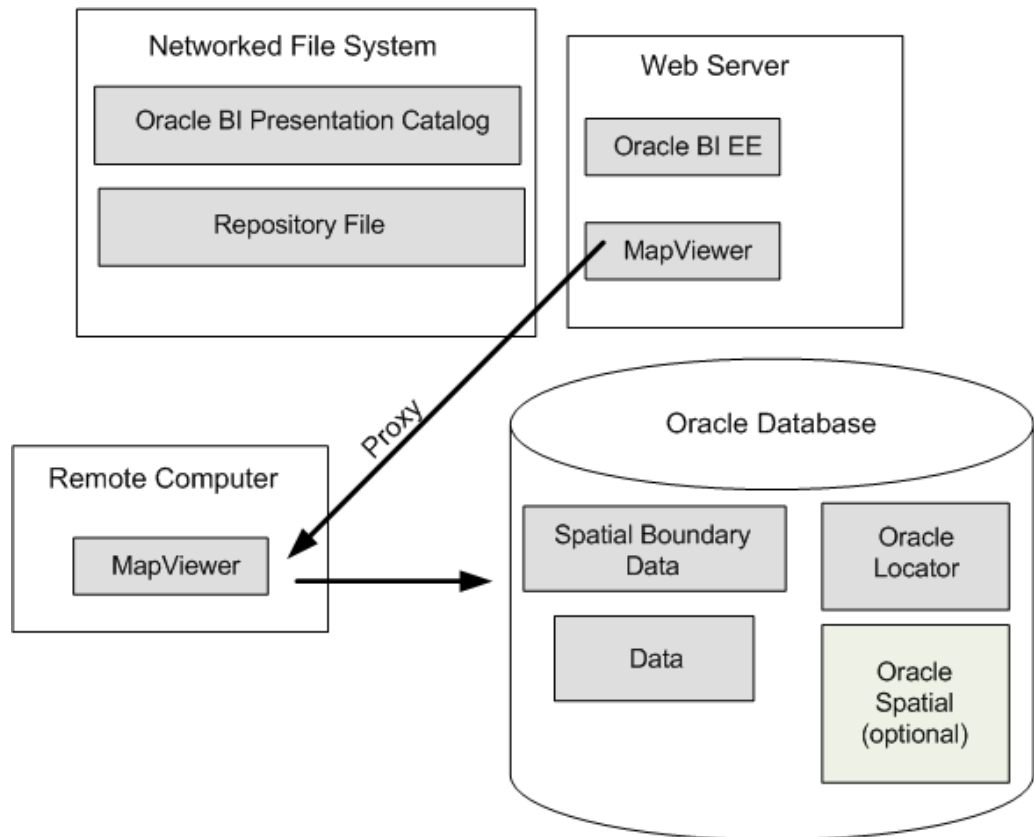 Networked File System
Oracle BI Presentation Catalog
Repository File
Web Server
Oracle BI EE
MapViewer
Proxy
Remote Computer
MapViewer
Oracle Database
Spatial Boundary
Data
Oracle
Locator
Data
Oracle
Spatial
(optional)